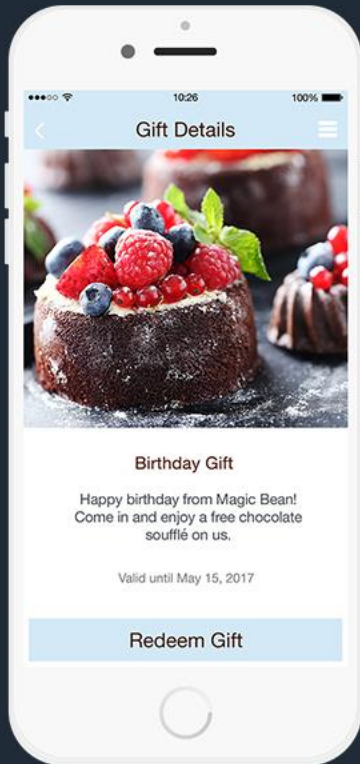 10:26 100%
Gift Details
Birthday Gift
Happy birthday from Magic Bean!
Come in and enjoy a free chocolate
soufflé on us.
Valid until May 15, 2017
Redeem Gift